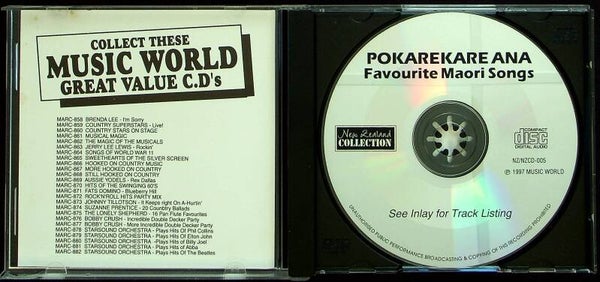 COLLECT THESE
MUSIC WORLD
GREAT VALUE C.D's
MARC-858 BRENDA LEE - I'm Sorry
MARC-859 COUNTRY SUPERSTARS - Live!
MARC-860 COUNTRY STARS ON STAGE
MARC-861 MUSICAL MAGIC
MARC-862 THE MAGIC OF THE MUSICALS
MARC-863 JERRY LEE LEWIS - Rockin'
MARC-864 SONGS OF WORLD WAR 11
MARC-865 SWEETHEARTS OF THE SILVER SCREEN
MARC-866 HOOKED ON COUNTRY MUSIC
MARC-867 MORE HOOKED ON COUNTRY
MARC-868 STILL HOOKED ON COUNTRY
MARC-869 AUSSIE YODELS - Rex Dallas
MARC-870 HITS OF THE SWINGING 60'S
MARC-871 FATS DOMINO - Blueberry Hill
MARC-872 ROCK'N'ROLL HITS PARTY MIX
MARC-873 JOHNNY TILLOTSON - It Keeps right On A-Hurtin'
MARC-874 SUZANNE PRENTICE - 20 Country Ballads
MARC-875 THE LONELY SHEPHERD - 16 Pan Flute Favourites
MARC-876 BOBBY CRUSH - Incredible Double Decker Party
MARC-877 BOBBY CRUSH - More Incredible Double Decker Party
MARC-878 STARSOUND ORCHESTRA - Plays Hits Of Phil Collins
MARC-879 STARSOUND ORCHESTRA - Plays Hits Of Elton John
MARC-880 STARSOUND ORCHESTRA - Plays Hits of Billy Joel
MARC-881 STARSOUND ORCHESTRA - Plays Hits of Abba
MARC-882 STARSOUND ORCHESTRA - Plays Hits Of The Beatles
POKAREKARE ANA
Favourite Maori Songs
New Zealand
COLLECTION
COMPACT
disc
DIGITAL AUDIO
NZ/NZCD-005
℗ 1997 MUSIC WORLD
See Inlay for Track Listing
UNAUTHORISED PUBLIC PERFORMANCE BROADCASTING & COPYING OF THIS RECORDING PROHIBITED